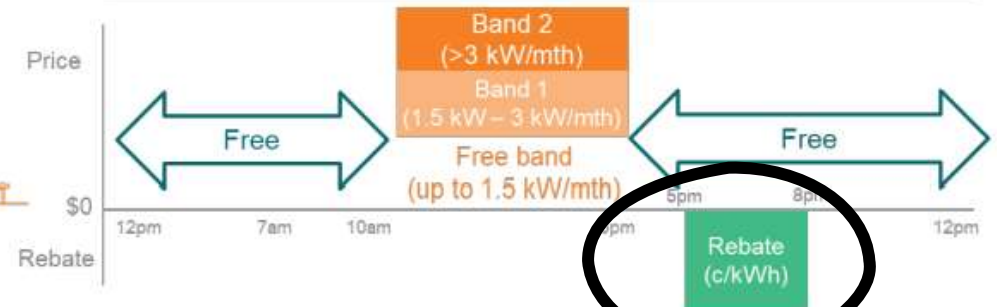 Band 2
(>3 kW/mth)
Price
Band 1
(1.5 kW – 3 kW/mth)
Free
Free
Free band
(up to 1.5 kW/mth)
5pm
$0
12pm
7am
10am
12pm
Rebate
Rebate
(c/kWh)